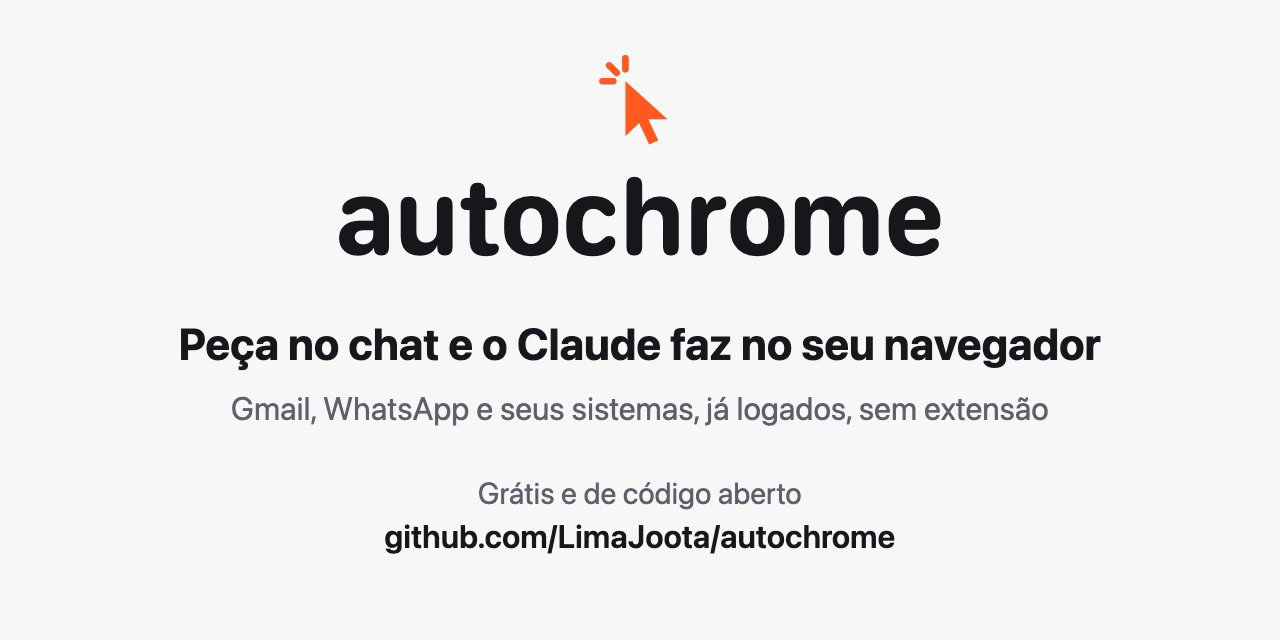 autochrome
Peça no chat e o Claude faz no seu navegador
Gmail, WhatsApp e seus sistemas, já logados, sem extensão
Grátis e de código aberto
github.com/LimaJoota/autochrome